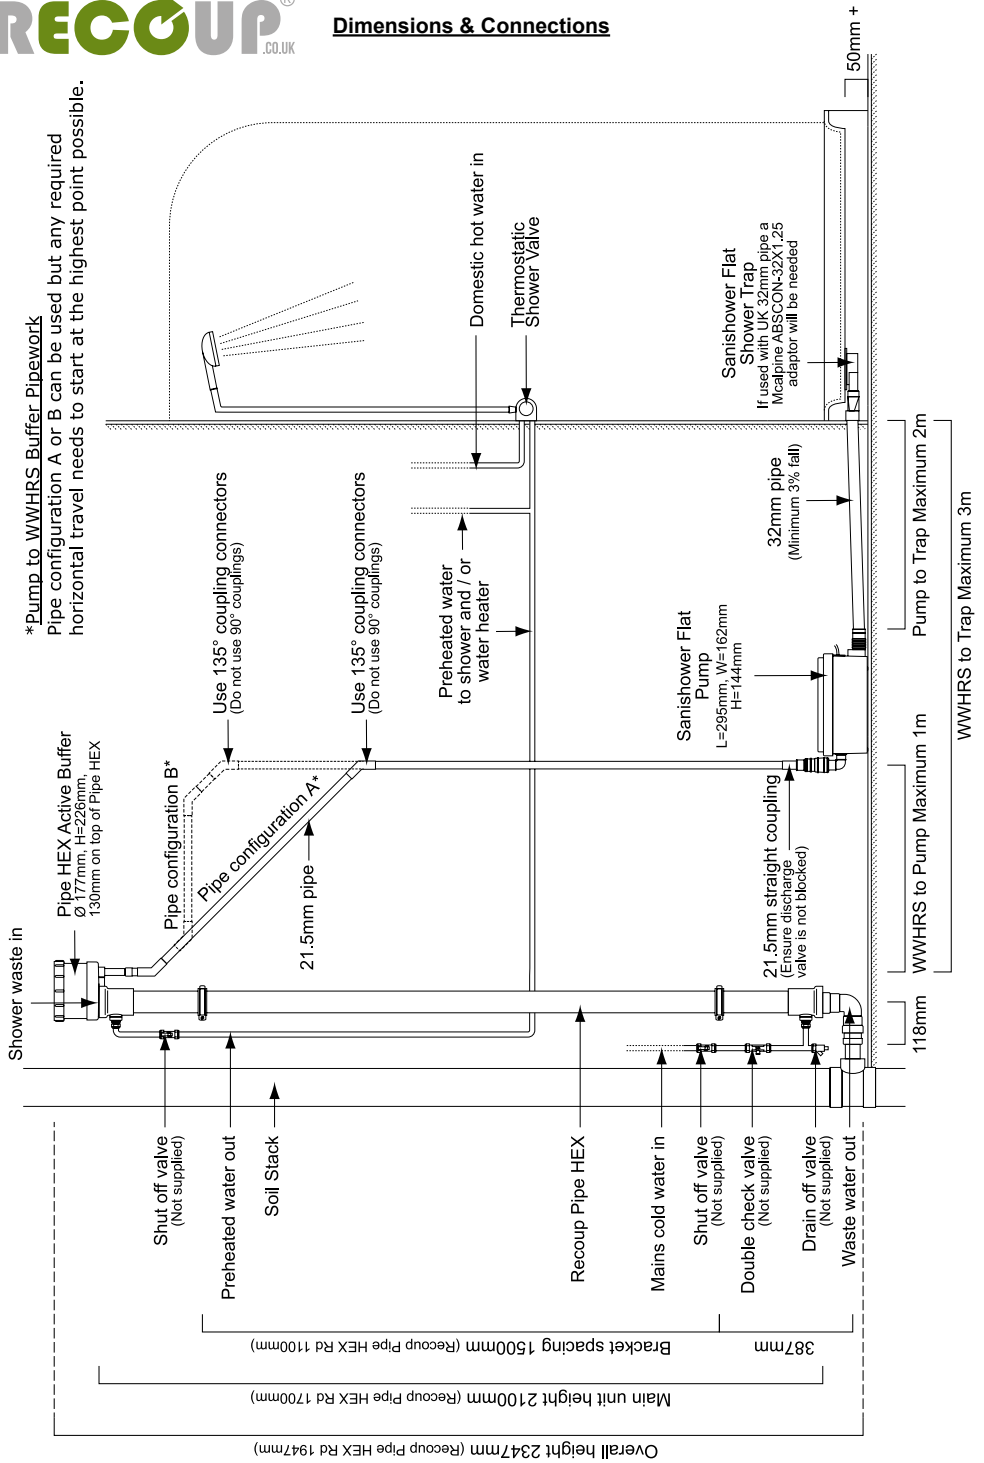 RECOUP®
.CO.UK
Dimensions & Connections
*Pump to WWHRS Buffer Pipework
Pipe configuration A or B can be used but any required
horizontal travel needs to start at the highest point possible.
50mm +
Domestic hot water in
Thermostatic
Shower Valve
Sanishower Flat
Shower Trap
If used with UK 32mm pipe a
Mcalpine ABSCON-32X1.25
adaptor will be needed
Use 135° coupling connectors
(Do not use 90° couplings)
Use 135° coupling connectors
(Do not use 90° couplings)
Preheated water
to shower and / or
water heater
32mm pipe
(Minimum 3% fall)
Sanishower Flat
Pump
L=295mm, W=162mm
H=144mm
Pump to Trap Maximum 2m
WWHRS to Trap Maximum 3m
WWHRS to Pump Maximum 1m
118mm
Shower waste in
Pipe HEX Active Buffer
Ø 177mm, H=226mm,
130mm on top of Pipe HEX
Pipe configuration B*
Pipe configuration A*
21.5mm pipe
21.5mm straight coupling
(Ensure discharge
valve is not blocked)
Shut off valve
(Not supplied)
Preheated water out
Soil Stack
Recoup Pipe HEX
Mains cold water in
Shut off valve
(Not supplied)
Double check valve
(Not supplied)
Drain off valve
(Not supplied)
Waste water out
Bracket spacing 1500mm (Recoup Pipe HEX Rd 1100mm)
387mm
Main unit height 2100mm (Recoup Pipe HEX Rd 1700mm)
Overall height 2347mm (Recoup Pipe HEX Rd 1947mm)